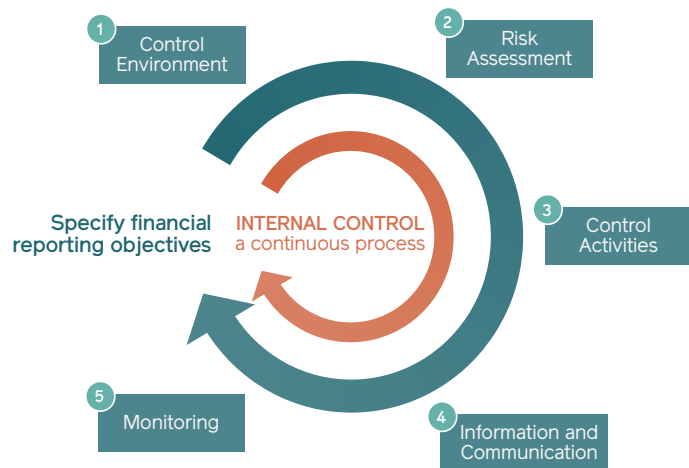 1
Control
Environment
2
Risk
Assessment
3
Control
Activities
Specify financial
reporting objectives
INTERNAL CONTROL
a continuous process
4
Information and
Communication
5
Monitoring